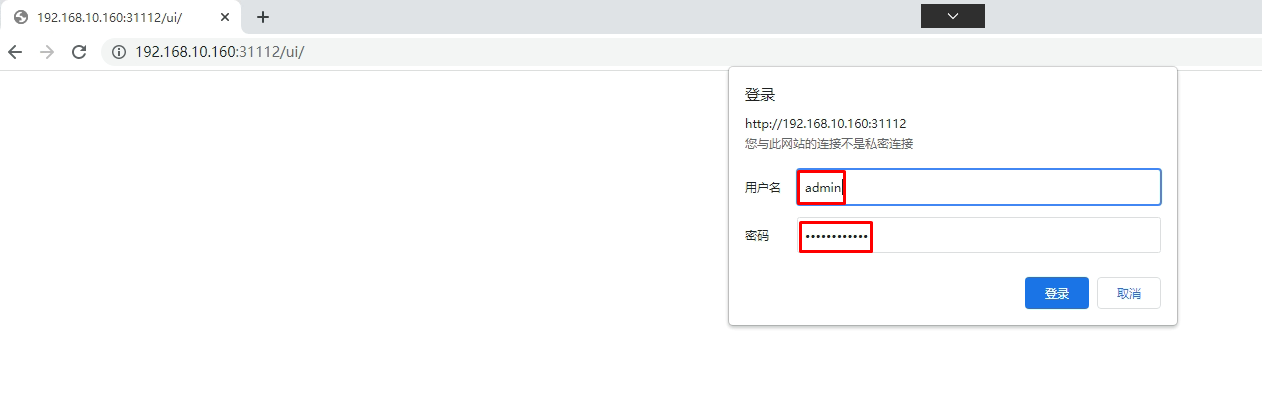 192.168.10.160:31112/ui/
192.168.10.160:31112/ui/
登录
http://192.168.10.160:31112
您与此网站的连接不是私密连接
用户名 admin
密码 ••••••••••••
登录 取消